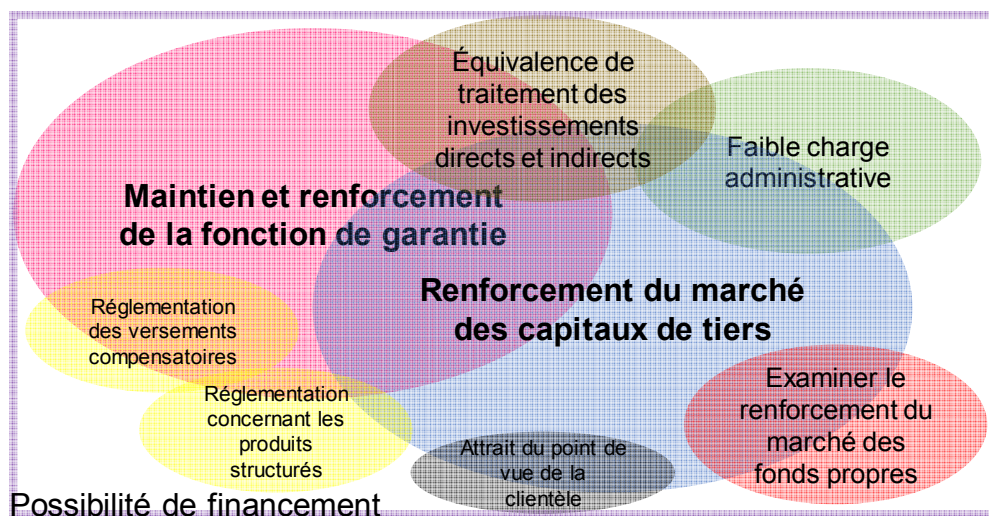 Équivalence de
traitement des
investissements
directs et indirects
Faible charge
administrative
Maintien et renforcement
de la fonction de garantie
Renforcement du marché
des capitaux de tiers
Réglementation
des versements
compensatoires
Réglementation
concernant les
produits
structurés
Attrait du point de
vue de la
clientèle
Examiner le
renforcement du
marché des
fonds propres
Possibilité de financement